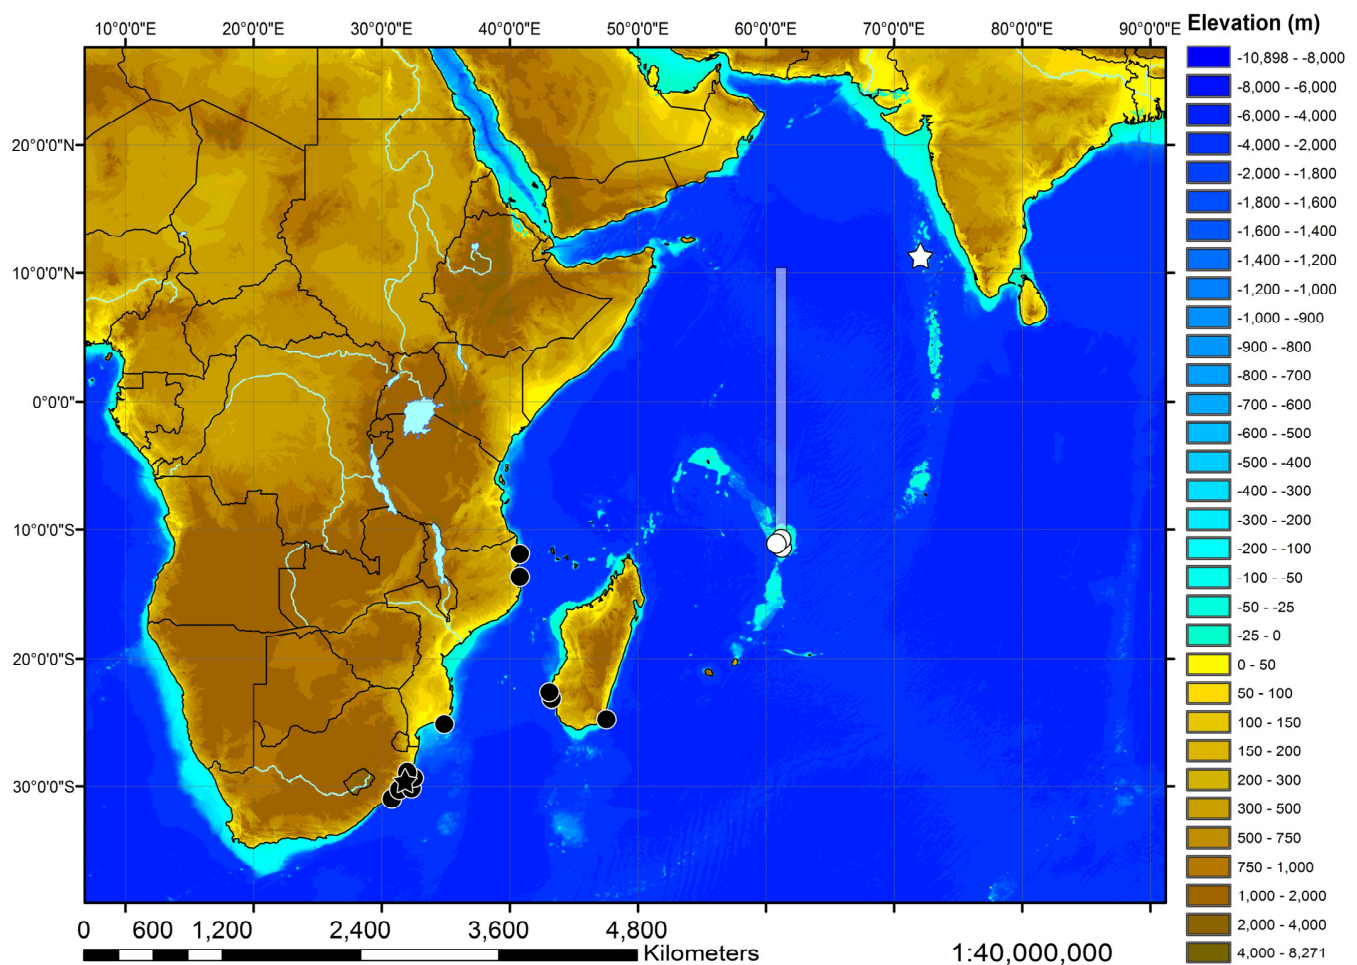 10°0'0"E 20°0'0"E 30°0'0"E 40°0'0"E 50°0'0"E 60°0'0"E 70°0'0"E 80°0'0"E 90°0'0"E
Elevation (m)
-10,898 - -8,000
-8,000 - -6,000
-6,000 - -4,000
-4,000 - -2,000
-2,000 - -1,800
-1,800 - -1,600
-1,600 - -1,400
-1,400 - -1,200
-1,200 - -1,000
-1,000 - -900
-900 - -800
-800 - -700
-700 - -600
-600 - -500
-500 - -400
-400 - -300
-300 - -200
-200 - -100
-100 - -50
-50 - -25
-25 - 0
0 - 50
50 - 100
100 - 150
150 - 200
200 - 300
300 - 500
500 - 750
750 - 1,000
1,000 - 2,000
2,000 - 4,000
4,000 - 8,271
20°0'0"N
10°0'0"N
0°0'0"
10°0'0"S
20°0'0"S
30°0'0"S
0 600 1,200 2,400 3,600 4,800
Kilometers
1:40,000,000